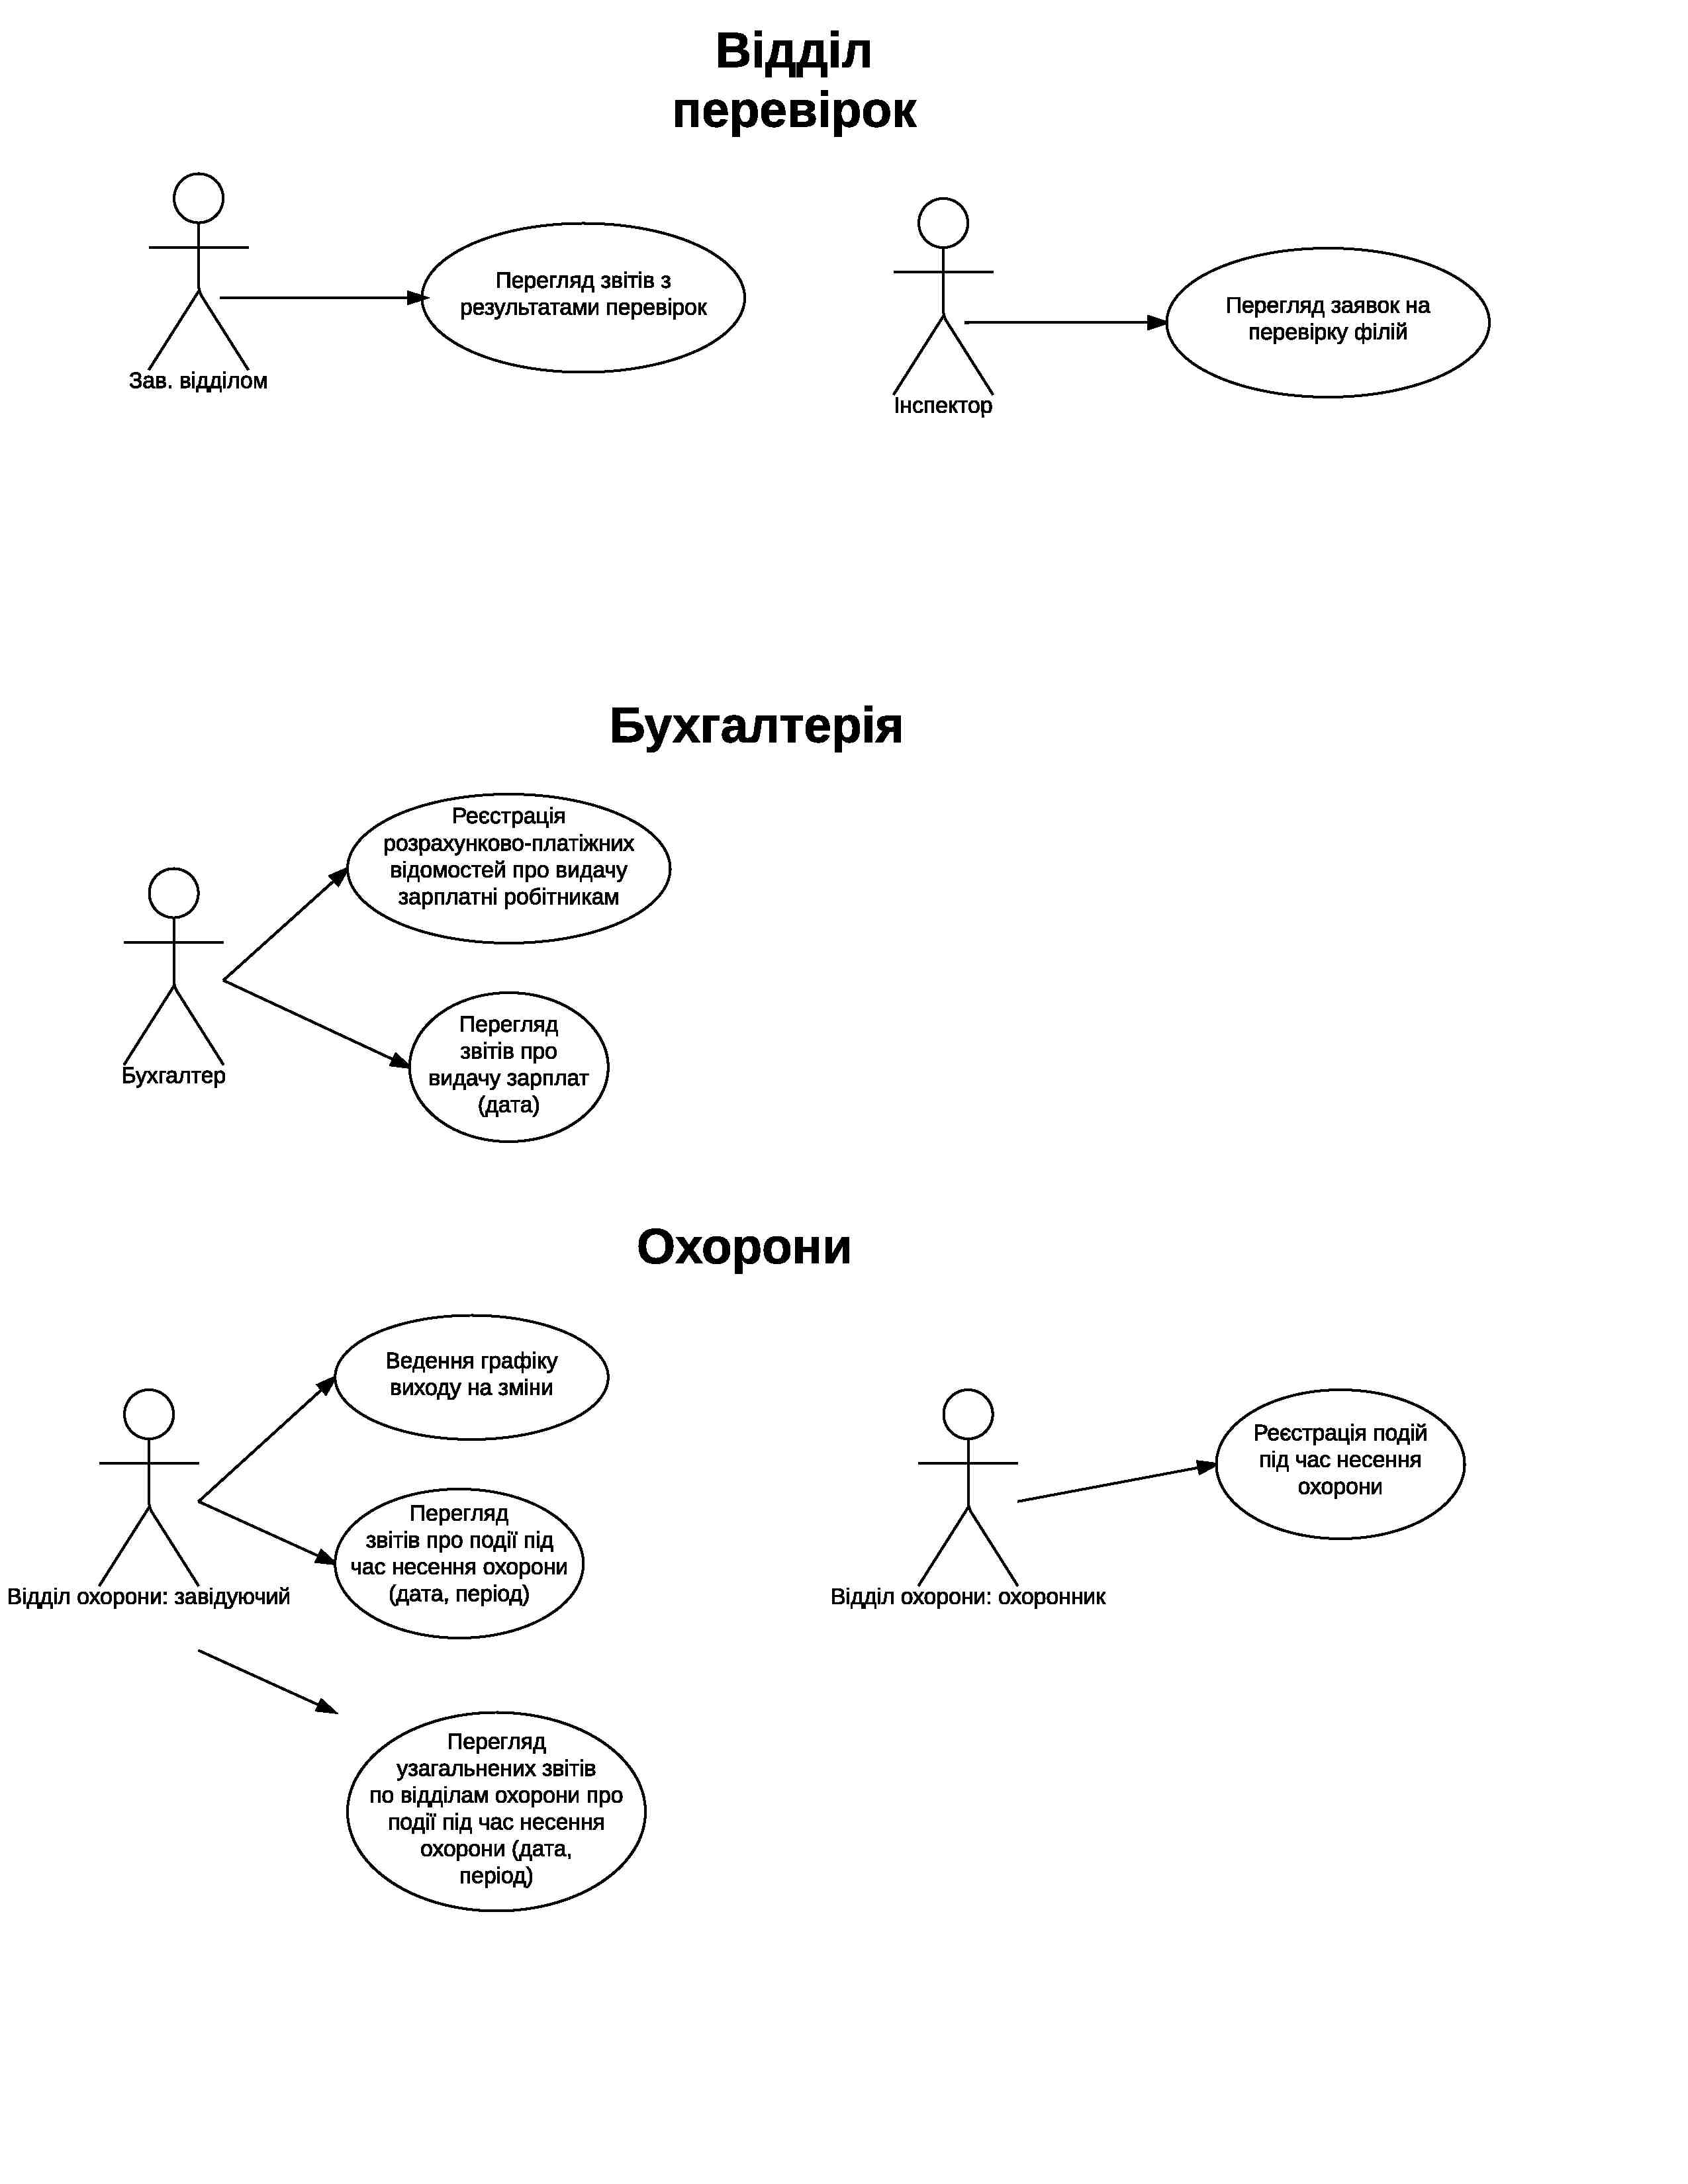 Відділ
перевірок
Перегляд звітів з
результатами перевірок
Зав. відділом
Перегляд заявок на
перевірку філій
Інспектор
Бухгалтерія
Реєстрація
розрахунково-платіжних
відомостей про видачу
зарплатні робітникам
Бухгалтер
Перегляд
звітів про
видачу зарплат
(дата)
Охорони
Ведення графіку
виходу на зміни
Перегляд
звітів про події під
час несення охорони
(дата, період)
Відділ охорони: завідуючий
Перегляд
узагальнених звітів
по відділам охорони про
події під час несення
охорони (дата,
період)
Реєстрація подій
під час несення
охорони
Відділ охорони: охоронник